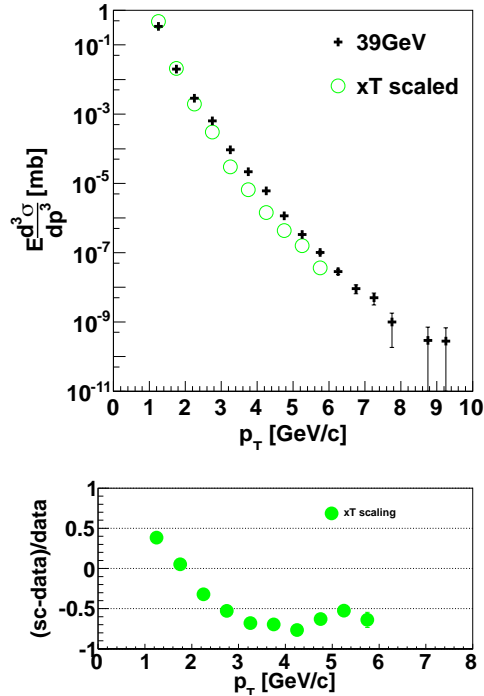 1
10^-1
10^-3
10^-5
10^-7
10^-9
10^-11
E d^3σ/dp^3 [mb]
39GeV
xT scaled
0 1 2 3 4 5 6 7 8 9 10
p_T [GeV/c]
1
0.5
0
-0.5
-1
(sc-data)/data
xT scaling
0 1 2 3 4 5 6 7 8
p_T [GeV/c]